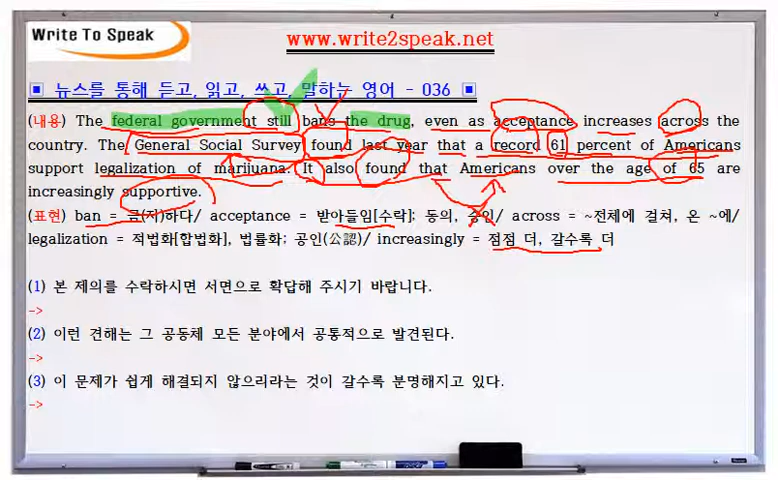 Write To Speak
www.write2speak.net
▣ 뉴스를 통해 듣고, 읽고, 쓰고, 말하는 영어 - 036 ▣
(내용) The federal government still bans the drug, even as acceptance increases across the
country. The General Social Survey found last year that a record 61 percent of Americans
support legalization of marijuana. It also found that Americans over the age of 65 are
increasingly supportive.
(표현) ban = 금(지)하다/ acceptance = 받아들임[수락]; 동의, 승인/ across = ~전체에 걸쳐, 온 ~에/
legalization = 적법화[합법화], 법률화; 공인(公認)/ increasingly = 점점 더, 갈수록 더
(1) 본 제의를 수락하시면 서면으로 확답해 주시기 바랍니다.
->
(2) 이런 견해는 그 공동체 모든 분야에서 공통적으로 발견된다.
->
(3) 이 문제가 쉽게 해결되지 않으리라는 것이 갈수록 분명해지고 있다.
->